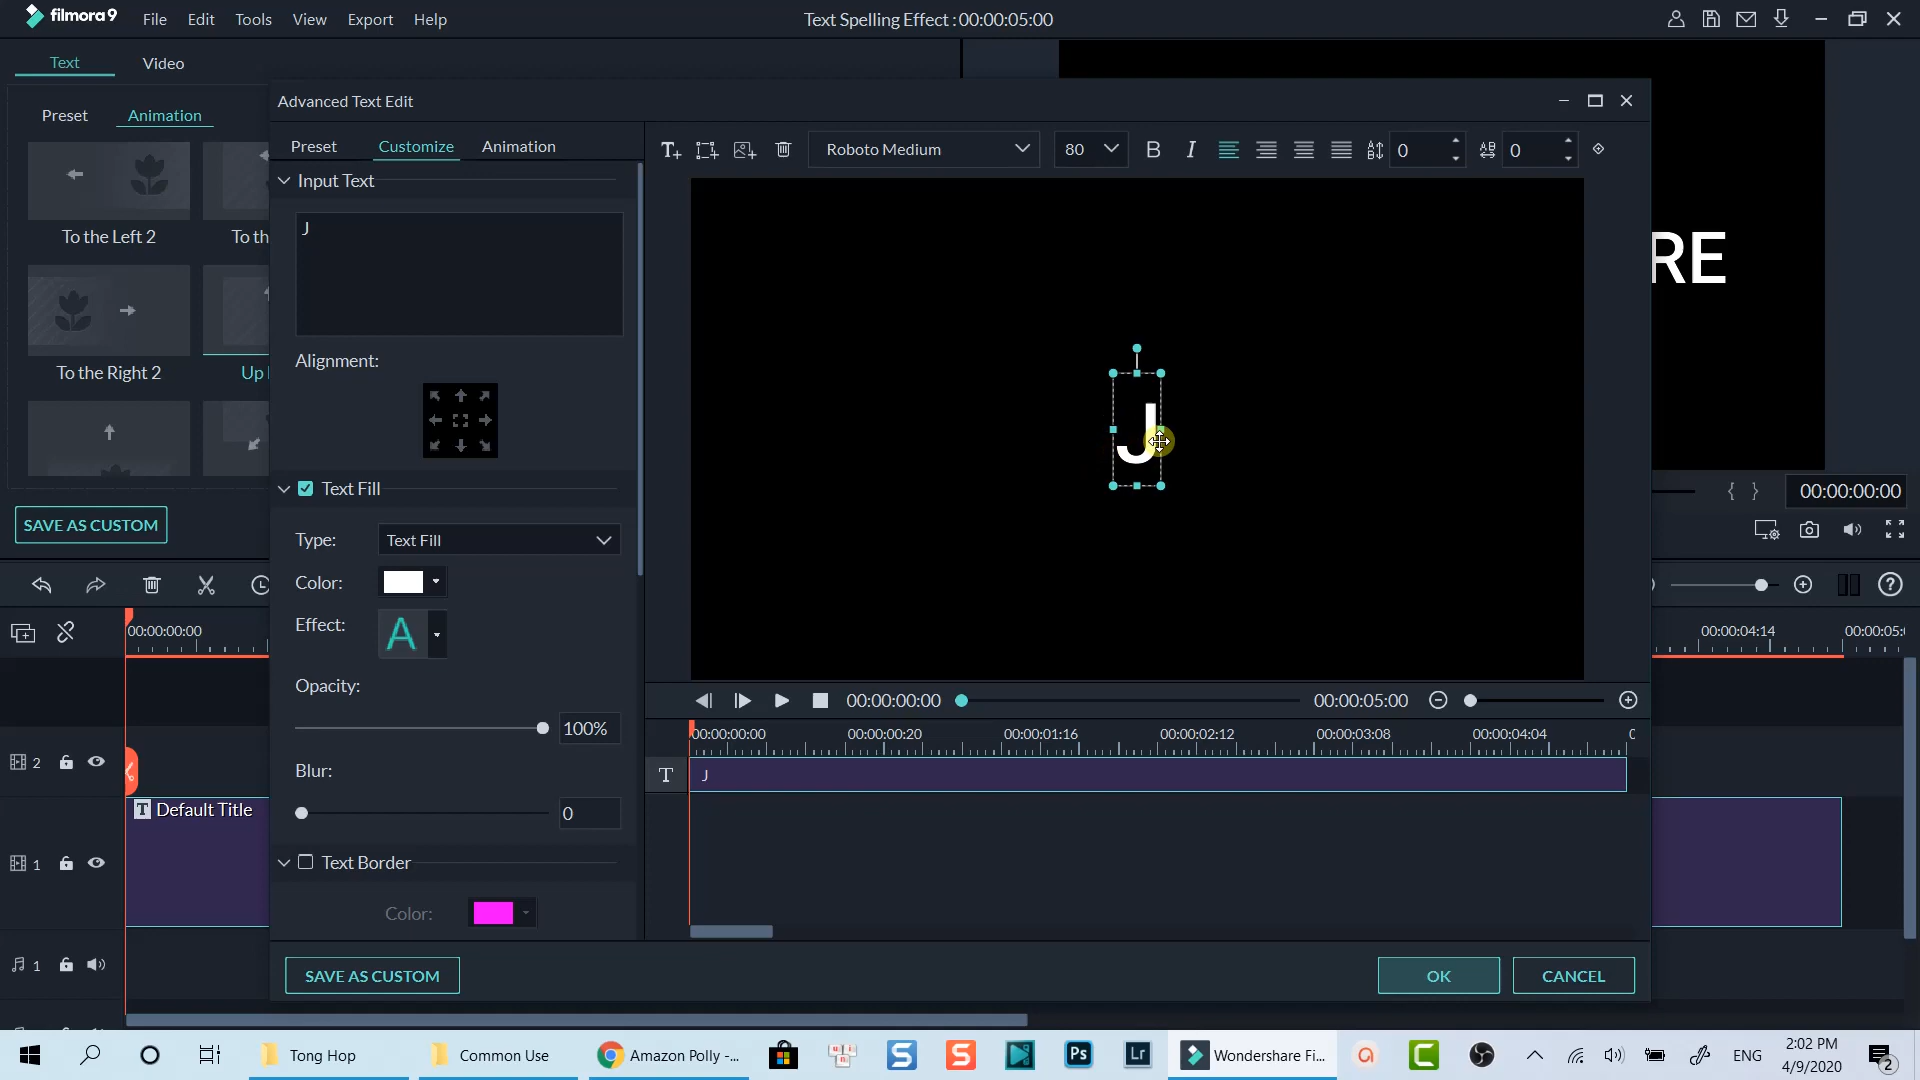 filmora9
File Edit Tools View Export Help
Text Spelling Effect : 00:00:05:00
Text Video
Preset Animation
To the Left 2
To th
To the Right 2
Up
SAVE AS CUSTOM
Advanced Text Edit
Preset Customize Animation
Input Text
J
Alignment:
Text Fill
Type: Text Fill
Color:
Effect: A
Opacity:
100%
Blur:
0
Text Border
Color:
SAVE AS CUSTOM
T+
Roboto Medium
80
B I
0
AB 0
J
RE
00:00:00:00
00:00:00:00 00:00:05:00
00:00:00:00 00:00:00:20 00:00:01:16 00:00:02:12 00:00:03:08 00:00:04:04
T J
OK CANCEL
00:00:00:00
00:00:04:14 00:00:05:
2
T Default Title
1
1
Tong Hop
Common Use
Amazon Polly -...
Ps
Lr
Wondershare Fi...
ENG
2:02 PM
4/9/2020
2